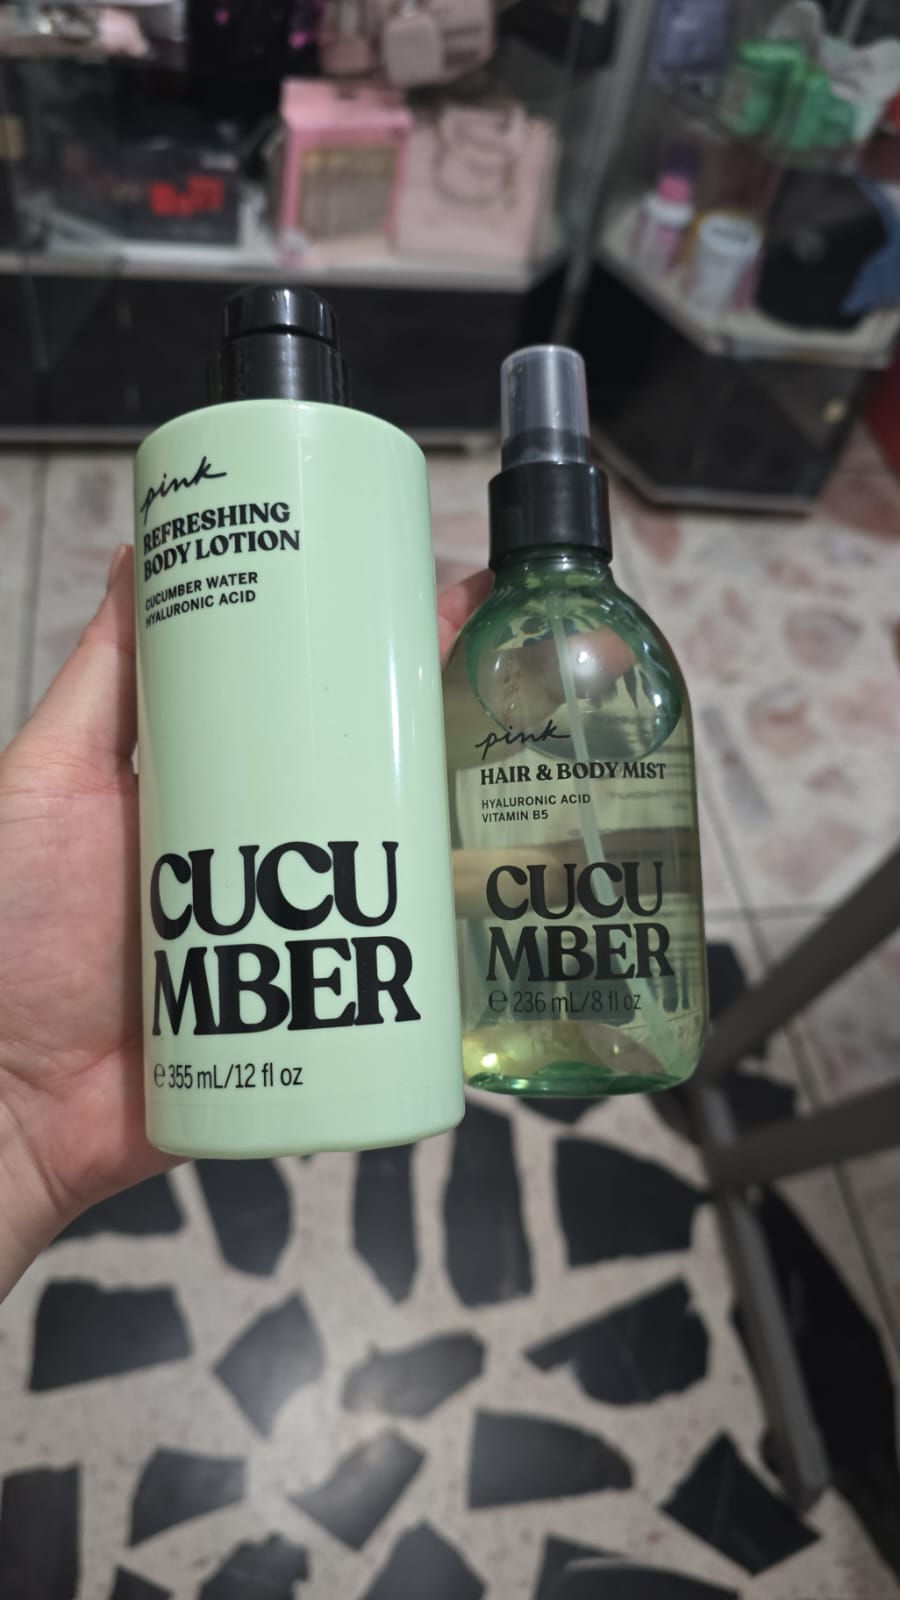 pink
REFRESHING
BODY LOTION
CUCUMBER WATER
HYALURONIC ACID
CUCU
MBER
℮ 355 mL/12 fl oz
pink
HAIR & BODY MIST
HYALURONIC ACID
VITAMIN B5
CUCU
MBER
℮ 236 mL/8 fl oz